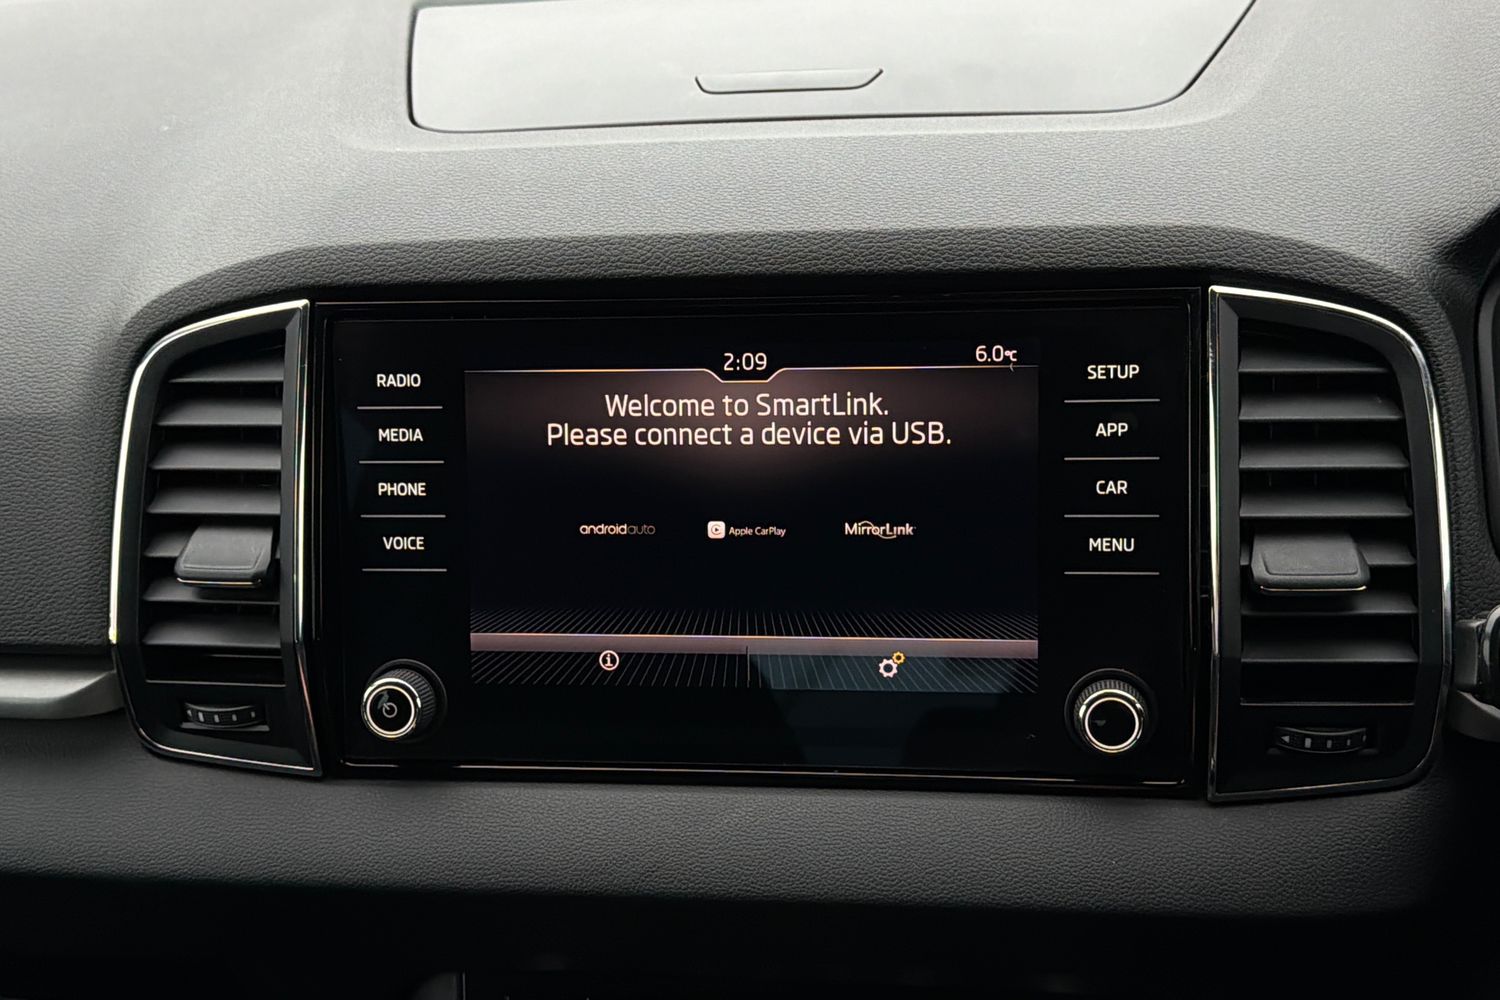 2:09
6.0°C
Welcome to SmartLink.
Please connect a device via USB.
androidauto
Apple CarPlay
MirrorLink
RADIO
MEDIA
PHONE
VOICE
SETUP
APP
CAR
MENU